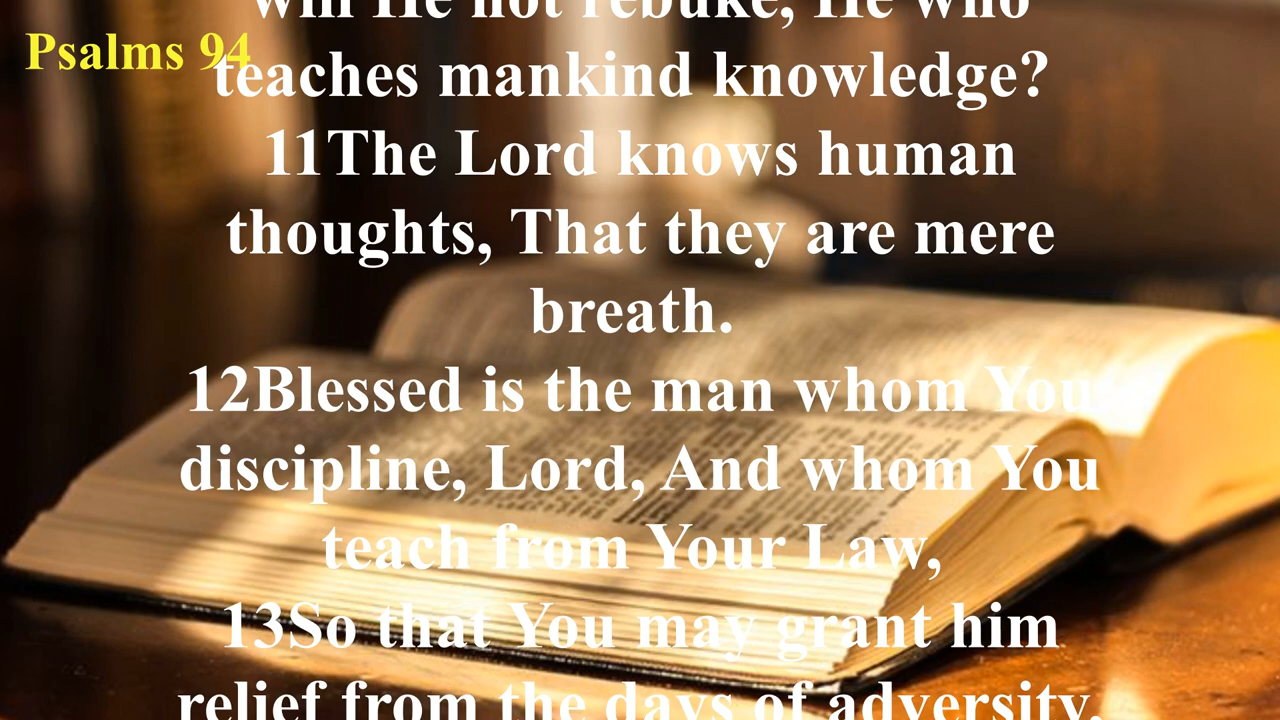 will He not rebuke, He who
Psalms 94
teaches mankind knowledge?
11The Lord knows human
thoughts, That they are mere
breath.
12Blessed is the man whom You
discipline, Lord, And whom You
teach from Your Law,
13So that You may grant him
relief from the days of adversity,